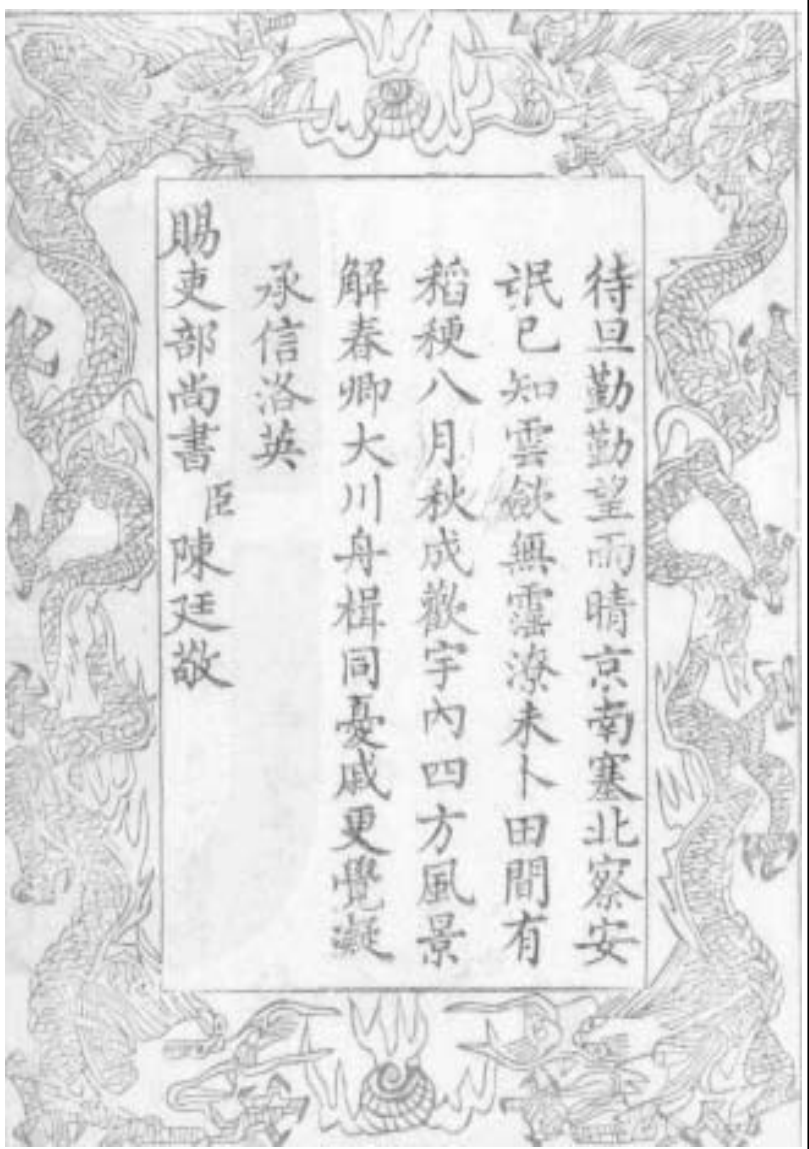 待旦勤勤望雨晴京南塞北察安
氓已知雲斂無霪潦未卜田間有
稻稉八月秋成歡宇內四方風景
解春卿大川舟楫同憂戚更覺凝
承信洛英
賜吏部尚書臣陳廷敬